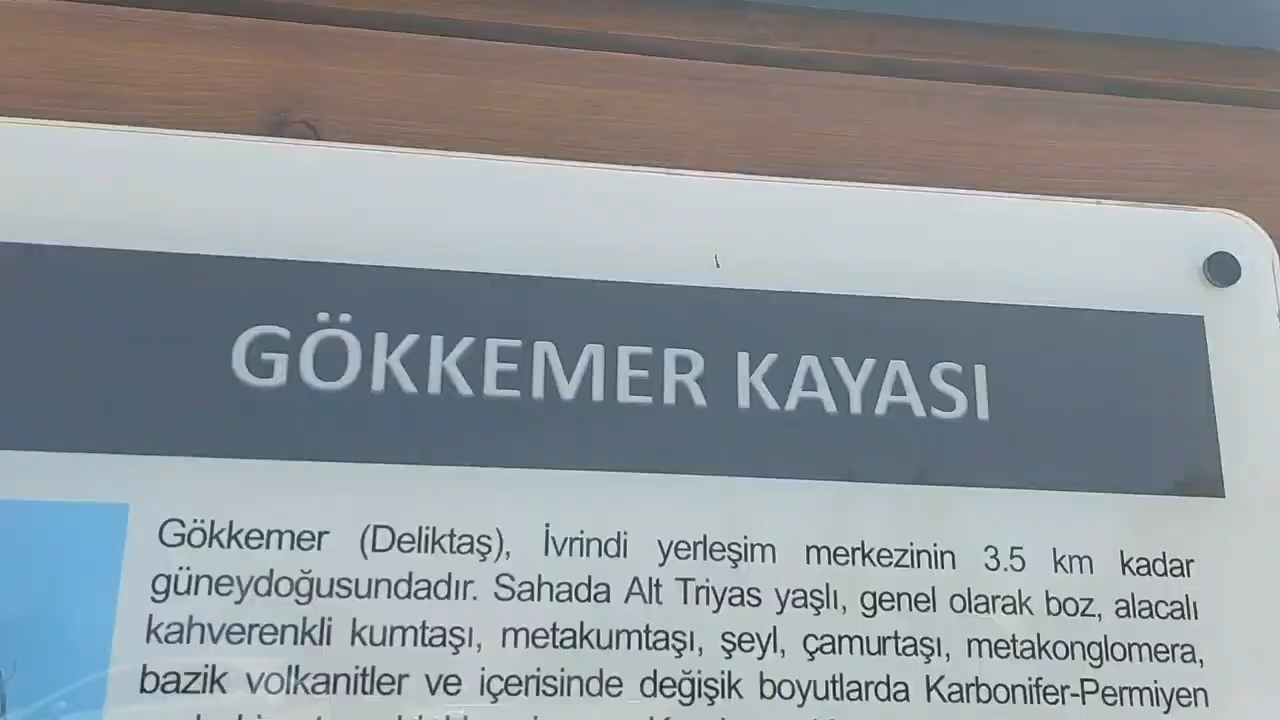 GÖKKEMER KAYASI
Gökkemer (Deliktaş), İvrindi yerleşim merkezinin 3.5 km kadar
güneydoğusundadır. Sahada Alt Triyas yaşlı, genel olarak boz, alacalı
kahverenkli kumtaşı, metakumtaşı, şeyl, çamurtaşı, metakonglomera,
bazik volkanitler ve içerisinde değişik boyutlarda Karbonifer-Permiyen